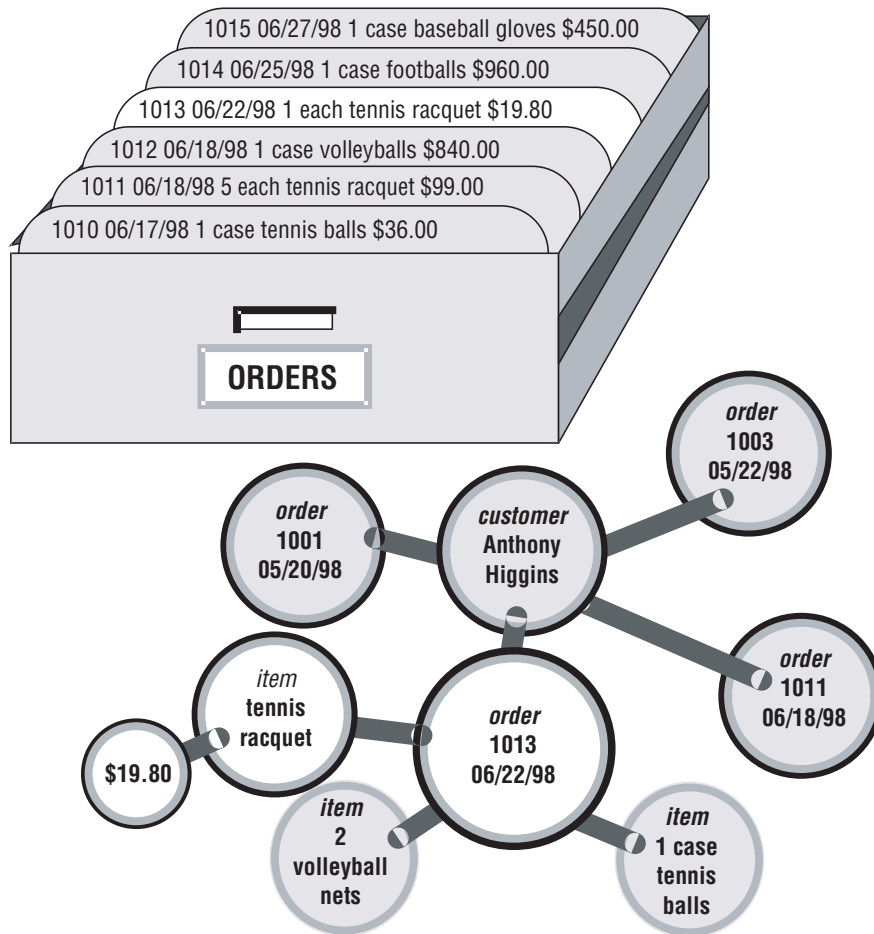 1015 06/27/98 1 case baseball gloves $450.00
1014 06/25/98 1 case footballs $960.00
1013 06/22/98 1 each tennis racquet $19.80
1012 06/18/98 1 case volleyballs $840.00
1011 06/18/98 5 each tennis racquet $99.00
1010 06/17/98 1 case tennis balls $36.00
ORDERS
order
1003
05/22/98
order
1001
05/20/98
customer
Anthony
Higgins
order
1011
06/18/98
item
tennis
racquet
order
1013
06/22/98
$19.80
item
2
volleyball
nets
item
1 case
tennis
balls